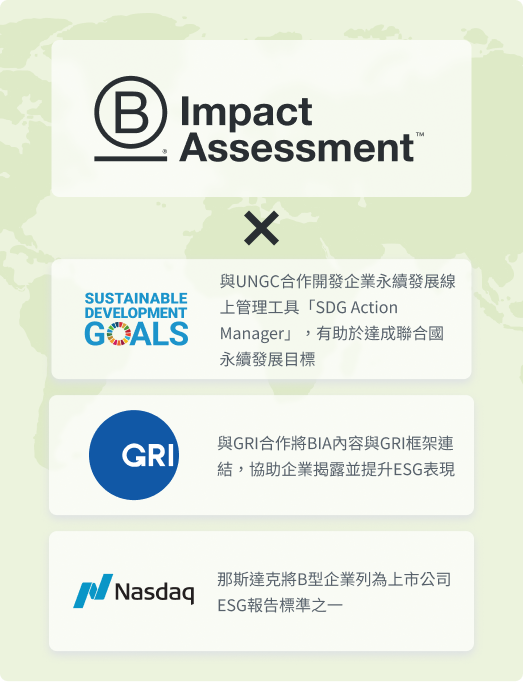 B
®
Impact
Assessment™
×
SUSTAINABLE
DEVELOPMENT
GOALS
與UNGC合作開發企業永續發展線
上管理工具「SDG Action
Manager」，有助於達成聯合國
永續發展目標
GRI
與GRI合作將BIA內容與GRI框架連
結，協助企業揭露並提升ESG表現
Nasdaq
那斯達克將B型企業列為上市公司
ESG報告標準之一